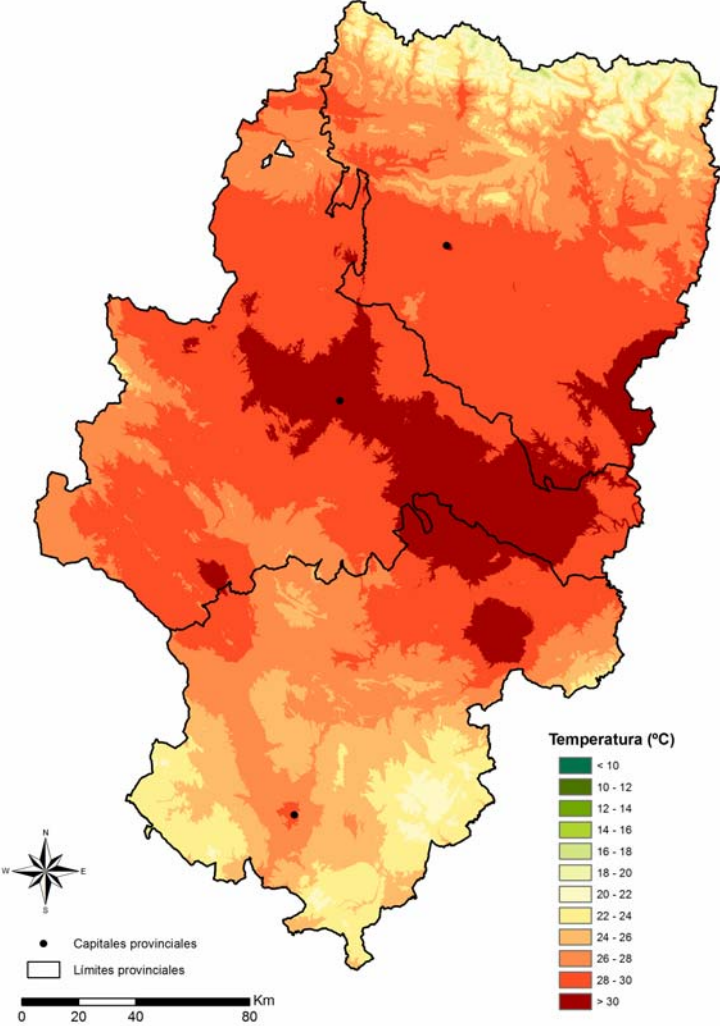 Temperatura (ºC)
< 10
10 - 12
12 - 14
14 - 16
16 - 18
18 - 20
20 - 22
22 - 24
24 - 26
26 - 28
28 - 30
> 30
N
W
E
S
Capitales provinciales
Límites provinciales
Km
0 20 40 80